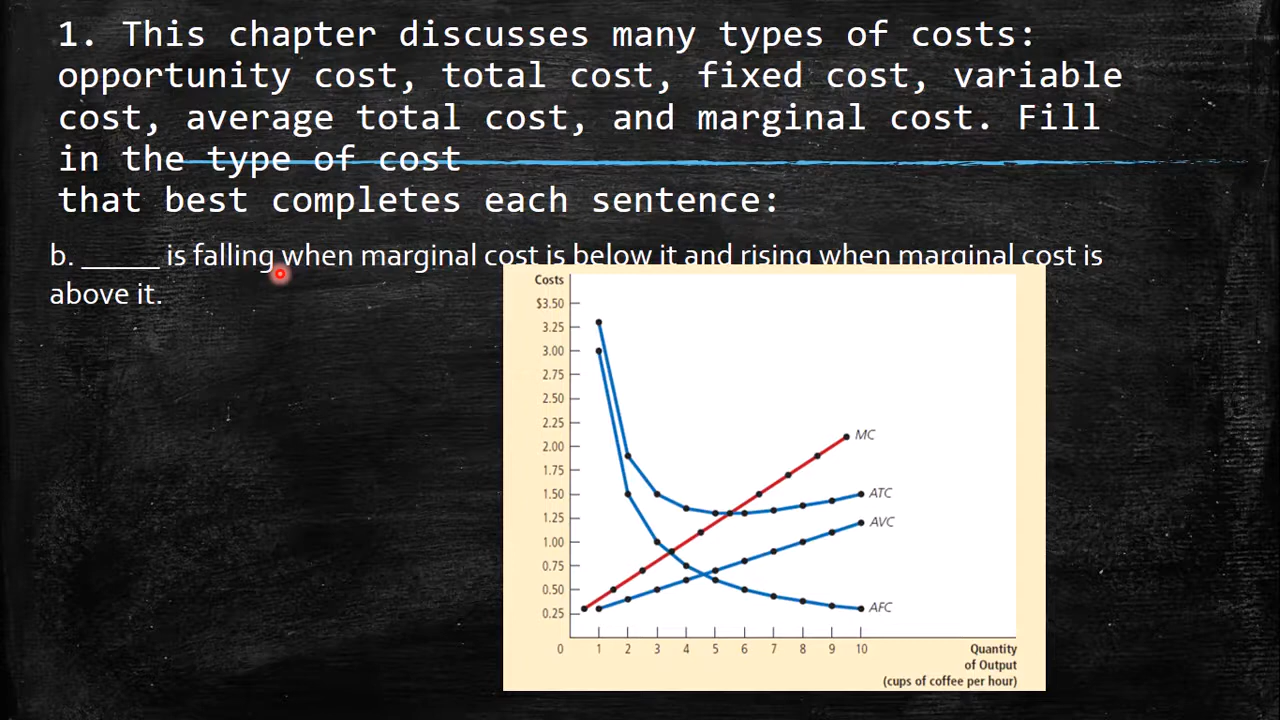 1. This chapter discusses many types of costs:
opportunity cost, total cost, fixed cost, variable
cost, average total cost, and marginal cost. Fill
in the type of cost
that best completes each sentence:
b. _____ is falling when marginal cost is below it and rising when marginal cost is
above it.
Costs
$3.50
3.25
3.00
2.75
2.50
2.25
2.00
1.75
1.50
1.25
1.00
0.75
0.50
0.25
MC
ATC
AVC
AFC
0 1 2 3 4 5 6 7 8 9 10
Quantity
of Output
(cups of coffee per hour)